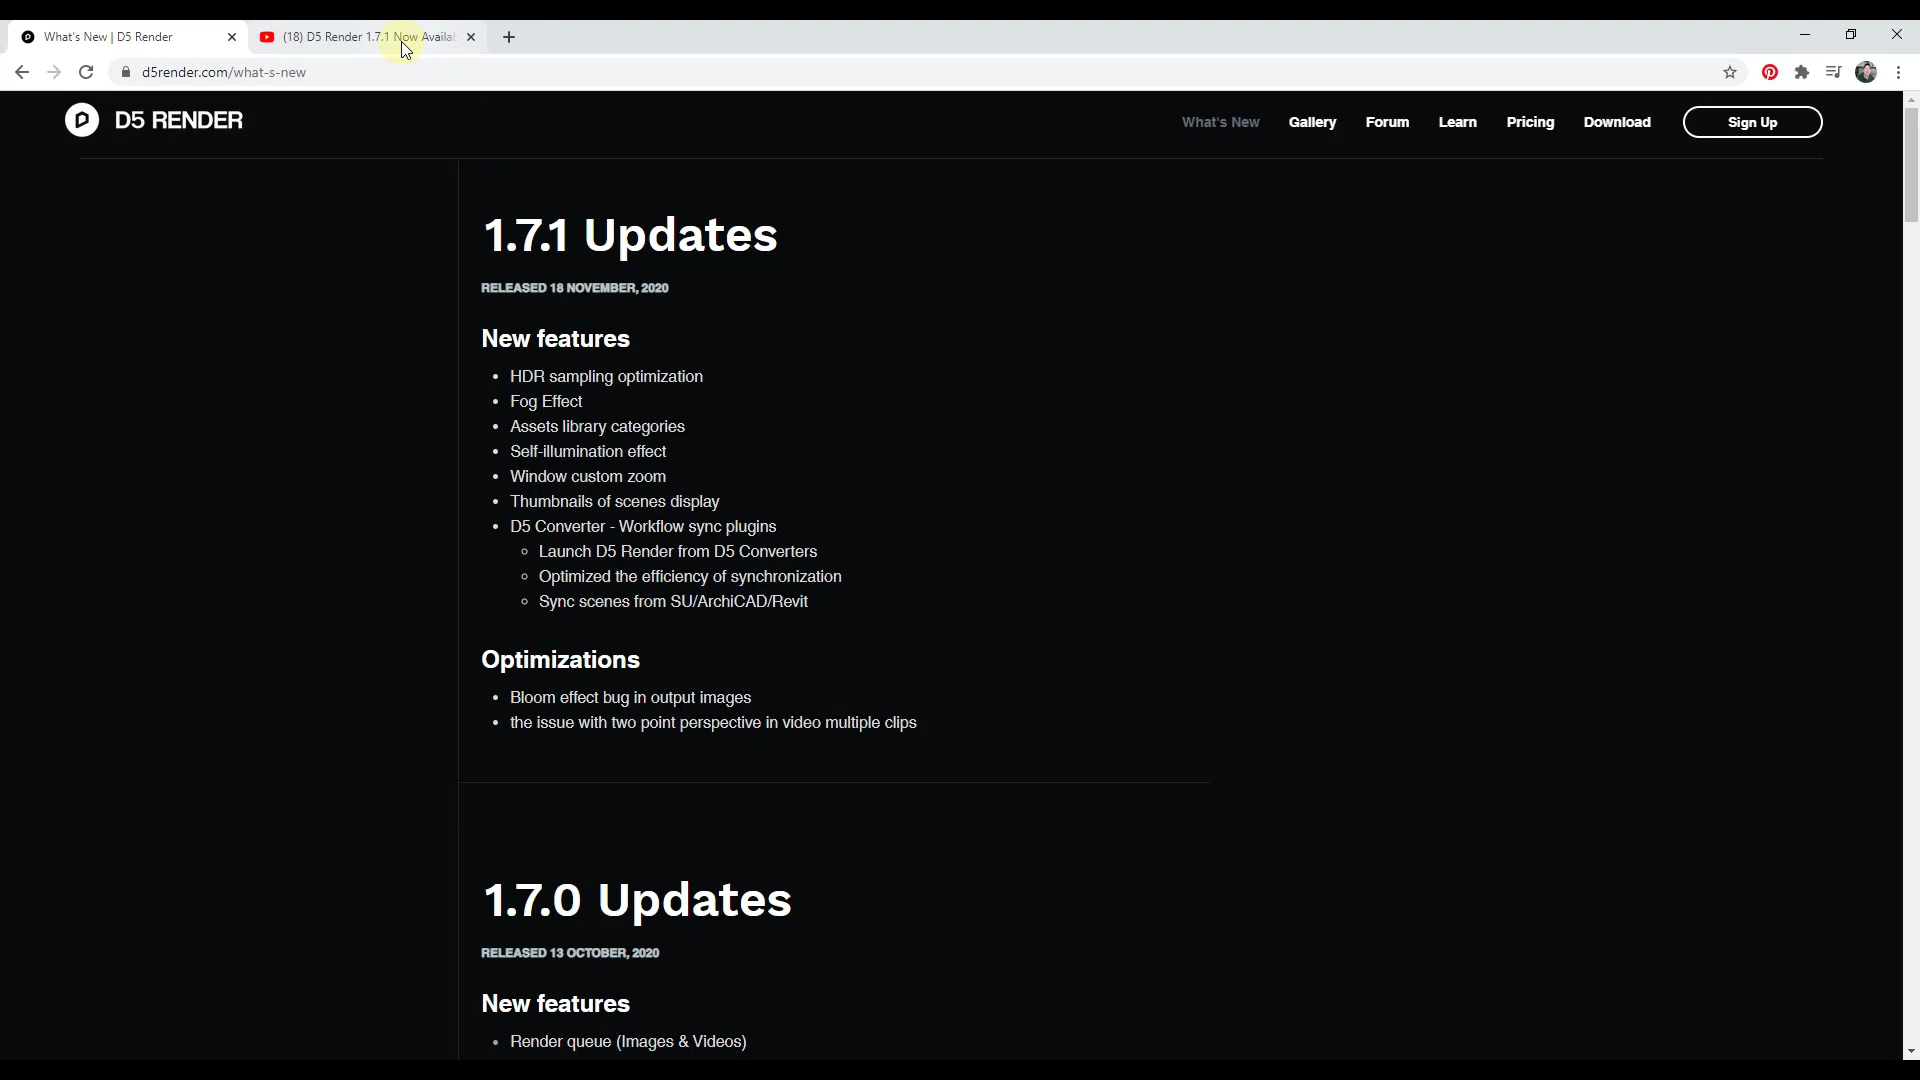 What's New | D5 Render
(18) D5 Render 1.7.1 Now Availab
d5render.com/what-s-new
D5 RENDER
What's New
Gallery
Forum
Learn
Pricing
Download
Sign Up
1.7.1 Updates
RELEASED 18 NOVEMBER, 2020
New features
• HDR sampling optimization
• Fog Effect
• Assets library categories
• Self-illumination effect
• Window custom zoom
• Thumbnails of scenes display
• D5 Converter - Workflow sync plugins
◦ Launch D5 Render from D5 Converters
◦ Optimized the efficiency of synchronization
◦ Sync scenes from SU/ArchiCAD/Revit
Optimizations
• Bloom effect bug in output images
• the issue with two point perspective in video multiple clips
1.7.0 Updates
RELEASED 13 OCTOBER, 2020
New features
• Render queue (Images & Videos)